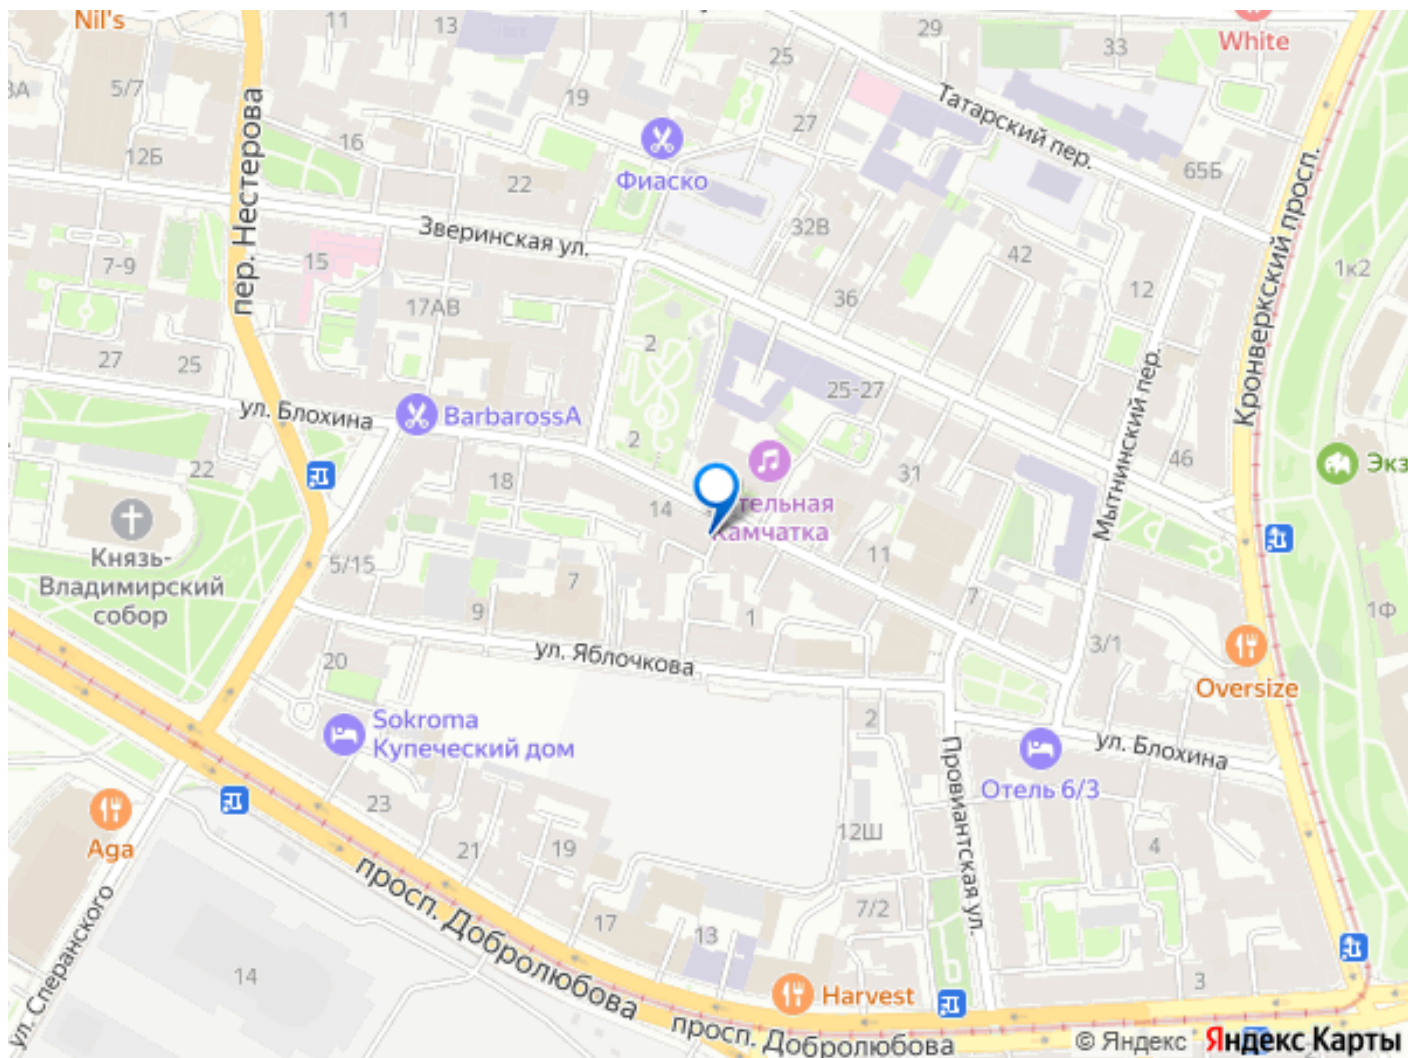 Nil's
11
13
29
33
White
25
5/7
19
27
Татарский пер.
16
12Б
22
Фиаско
65Б
пер. Нестерова
Зверинская ул.
32В
42
Кронверкский просп.
1к2
7-9
15
17АВ
36
12
2
27
25
25-27
ул. Блохина
BarbarossA
2
46
Экз
22
18
14
31
Мытнинский пер.
Князь-
Владимирский
собор
5/15
7
11
9
1
7
1Ф
3/1
20
ул. Яблочкова
Oversize
Sokroma
Купеческий дом
2
ул. Блохина
Провиантская ул.
Отель 6/3
23
12Ш
Aga
21
19
4
просп. Добролюбова
17
7/2
13
ул. Сперанского
14
3
Harvest
просп. Добролюбова
© Яндекс
Яндекс Карты